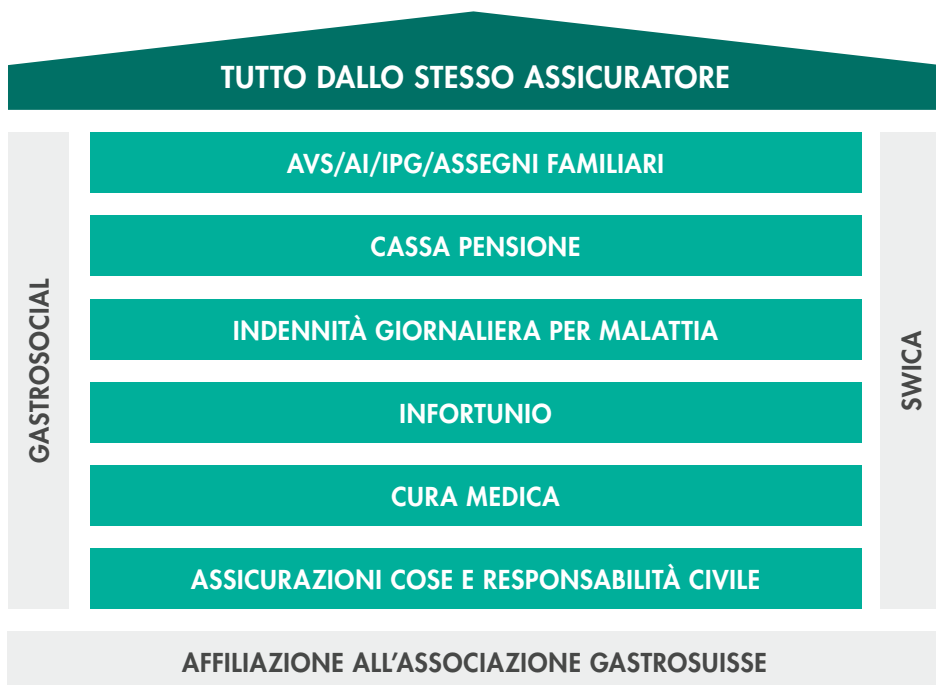 TUTTO DALLO STESSO ASSICURATORE
GASTROSOCIAL
AVS/AI/IPG/ASSEGNI FAMILIARI
CASSA PENSIONE
INDENNITÀ GIORNALIERA PER MALATTIA
INFORTUNIO
CURA MEDICA
ASSICURAZIONI COSE E RESPONSABILITÀ CIVILE
SWICA
AFFILIAZIONE ALL’ASSOCIAZIONE GASTROSUISSE